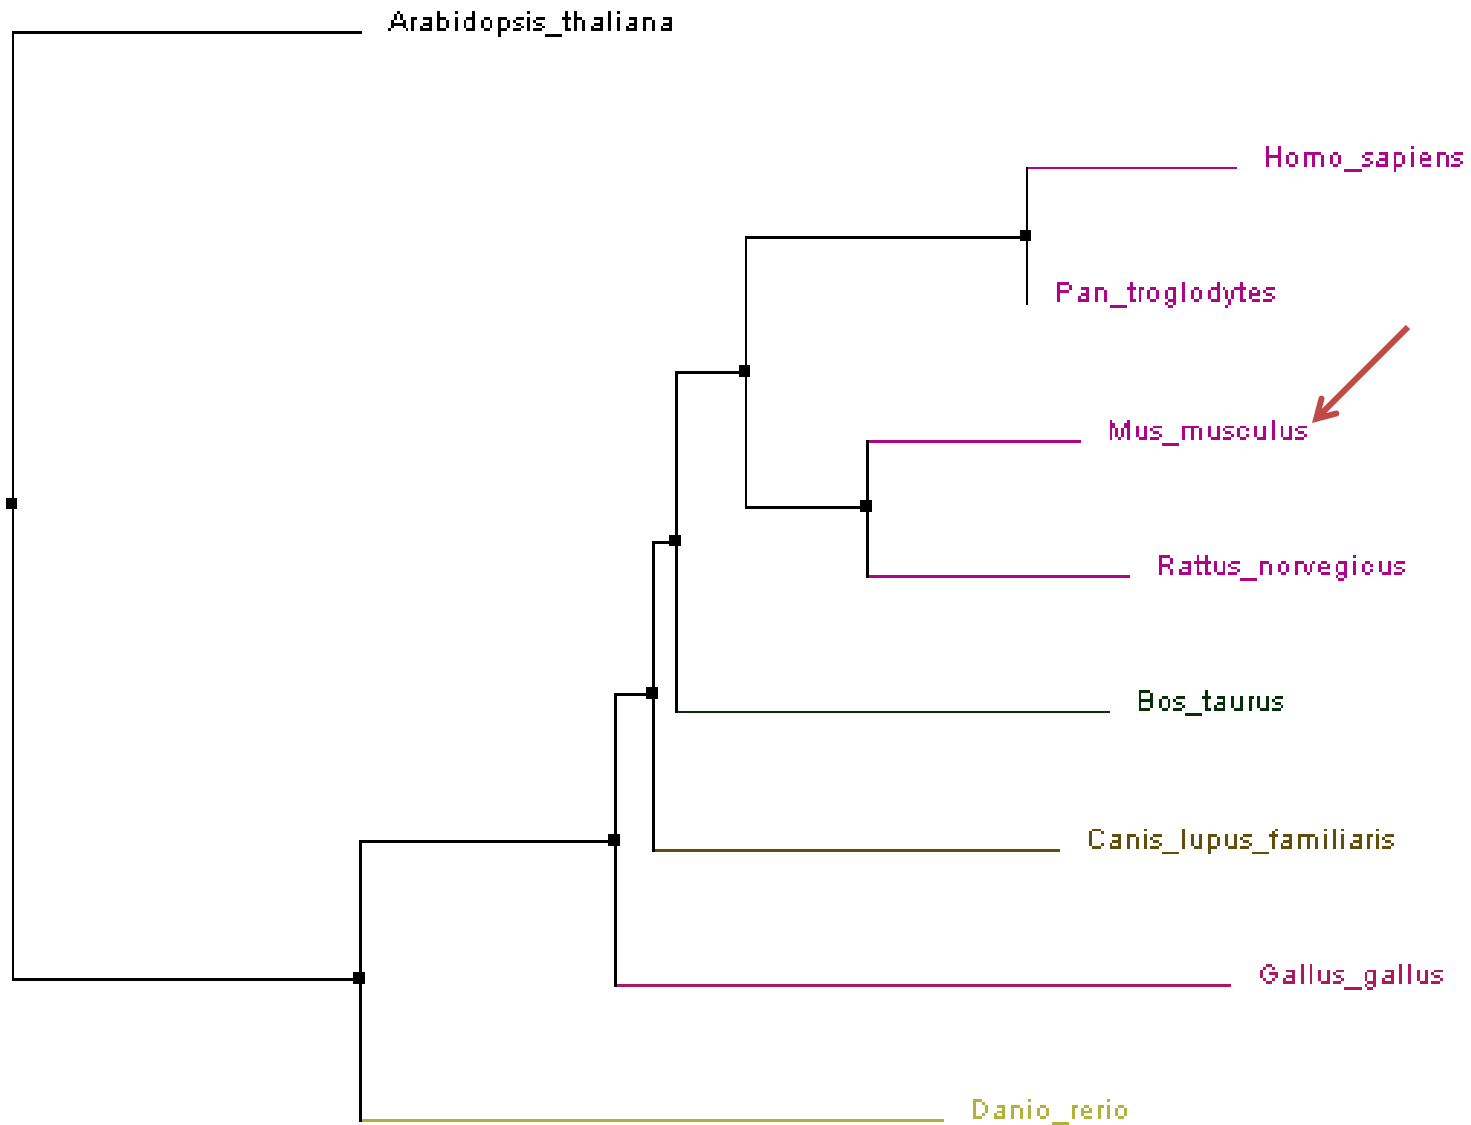 Arabidopsis_thaliana
Homo_sapiens
Pan_troglodytes
Mus_musculus
Rattus_norvegicus
Bos_taurus
Canis_lupus_familiaris
Gallus_gallus
Danio_rerio